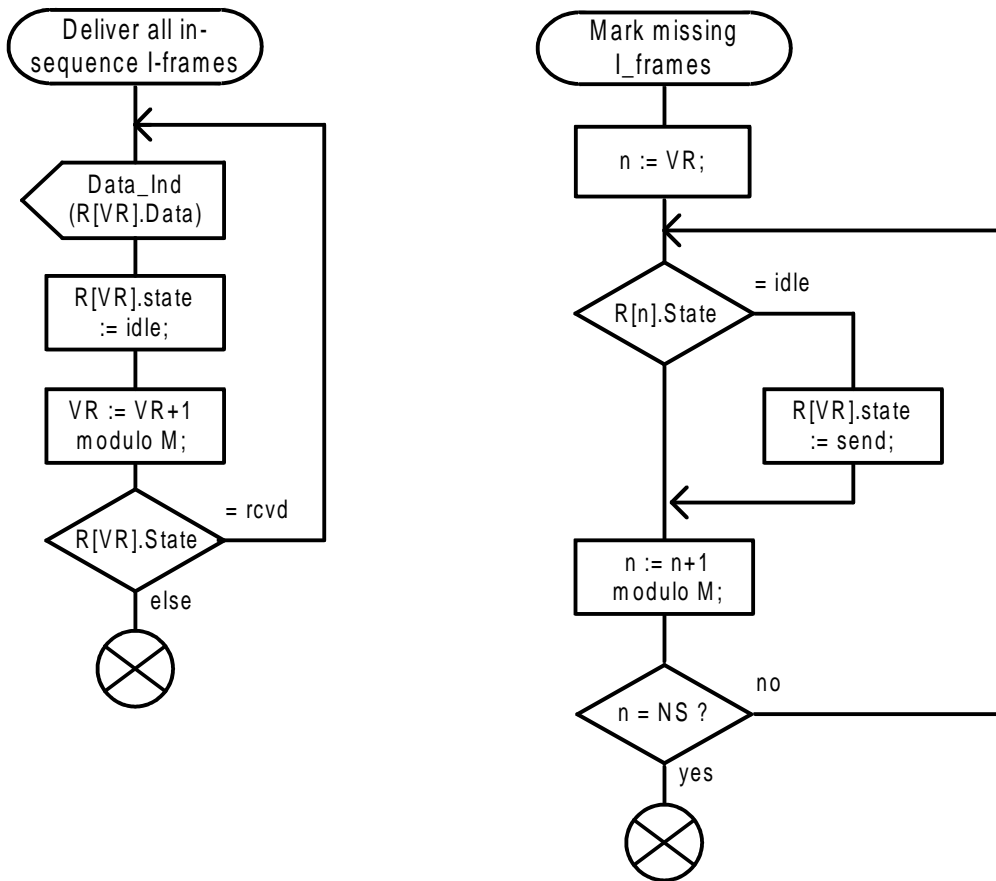 Deliver all in-
sequence I-frames
Data_Ind
(R[VR].Data)
R[VR].state
:= idle;
VR := VR+1
modulo M;
R[VR].State
= rcvd
else
Mark missing
I_frames
n := VR;
R[n].State
= idle
R[VR].state
:= send;
n := n+1
modulo M;
n = NS ?
no
yes